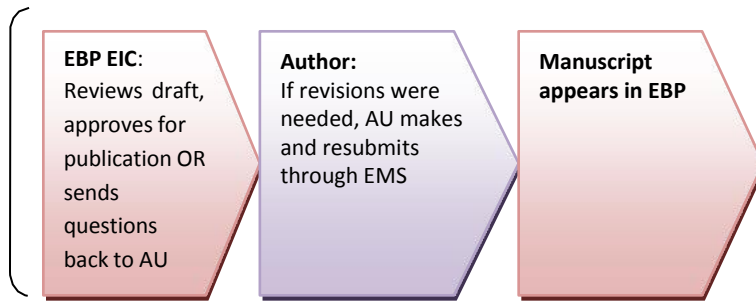 EBP EIC:
Reviews draft,
approves for
publication OR
sends
questions
back to AU
Author:
If revisions were
needed, AU makes
and resubmits
through EMS
Manuscript
appears in EBP